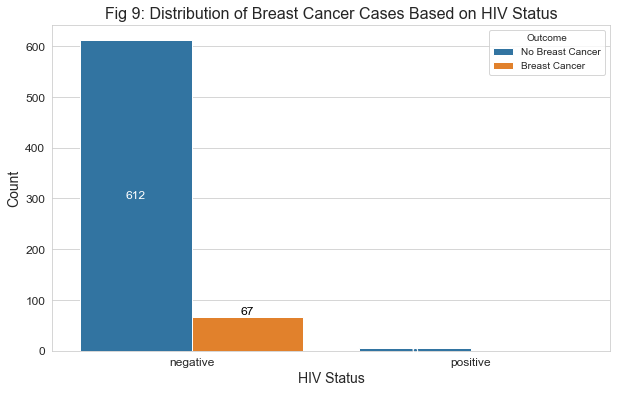 Fig 9: Distribution of Breast Cancer Cases Based on HIV Status
Outcome
No Breast Cancer
Breast Cancer
600
500
400
300
200
100
0
Count
612
67
negative
positive
HIV Status